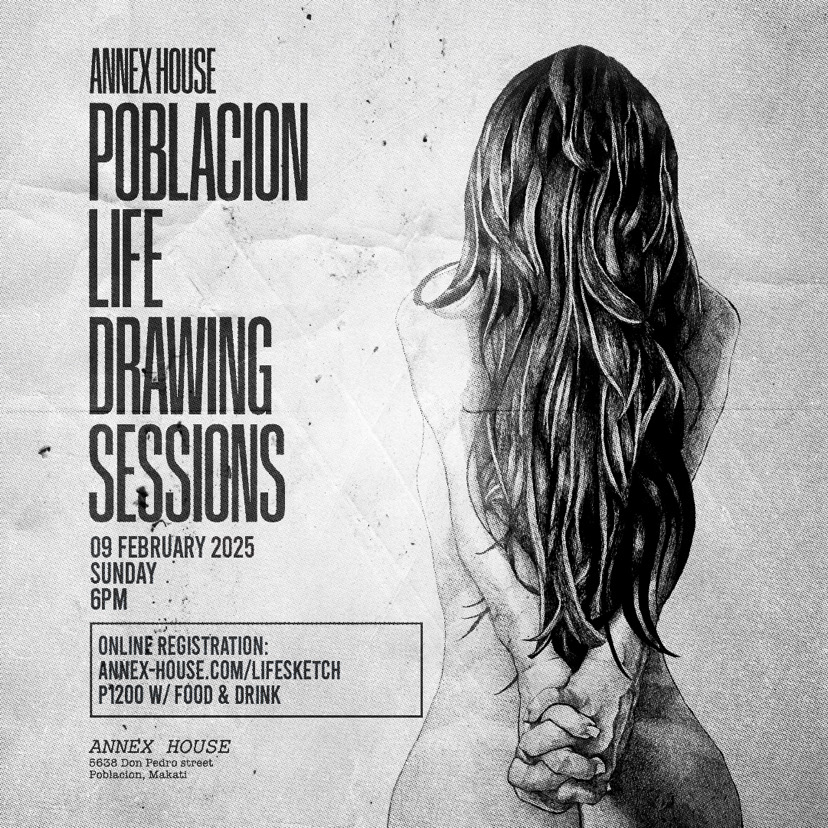 ANNEX HOUSE
POBLACION
LIFE
DRAWING
SESSIONS
09 FEBRUARY 2025
SUNDAY
6PM
ONLINE REGISTRATION:
ANNEX-HOUSE.COM/LIFESKETCH
P1200 W/ FOOD & DRINK
ANNEX HOUSE
5638 Don Pedro street
Poblacion, Makati